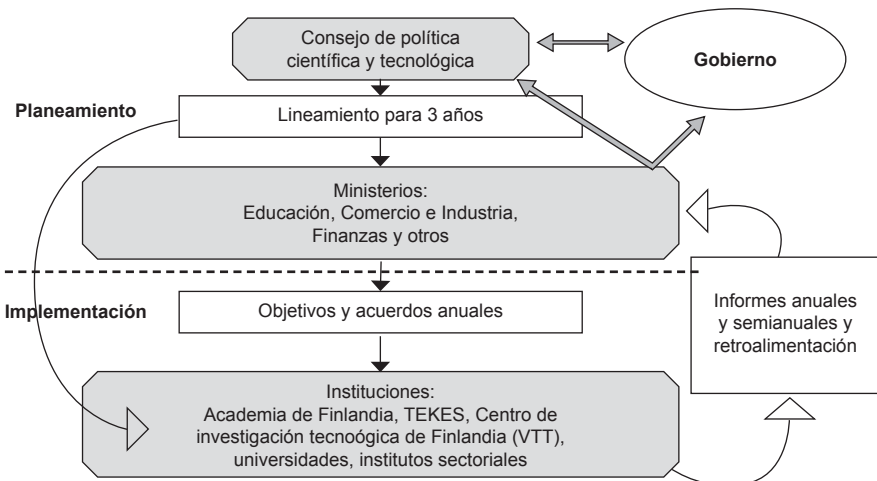 Consejo de política
científica y tecnológica
Gobierno
Planeamiento
Lineamiento para 3 años
Ministerios:
Educación, Comercio e Industria,
Finanzas y otros
Implementación
Objetivos y acuerdos anuales
Informes anuales
y semianuales y
retroalimentación
Instituciones:
Academia de Finlandia, TEKES, Centro de
investigación tecnoógica de Finlandia (VTT),
universidades, institutos sectoriales